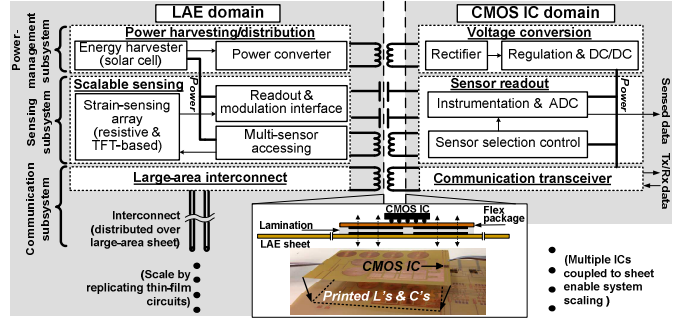 LAE domain
CMOS IC domain
Power-
management
subsystem
Power harvesting/distribution
Energy harvester
(solar cell)
Power converter
Voltage conversion
Rectifier
Regulation & DC/DC
Sensing
subsystem
Scalable sensing
Power
Strain-sensing
array
(resistive &
TFT-based)
Readout &
modulation interface
Multi-sensor
accessing
Sensor readout
Power
Instrumentation & ADC
Sensor selection control
Sensed
data
Communication
subsystem
Large-area interconnect
Communication transceiver
Tx/Rx
data
Interconnect
(distributed over
large-area sheet)
(Scale by
replicating thin-film
circuits)
CMOS IC
Flex
package
Lamination
LAE sheet
CMOS IC
Printed L's & C's
(Multiple ICs
coupled to sheet
enable system
scaling )